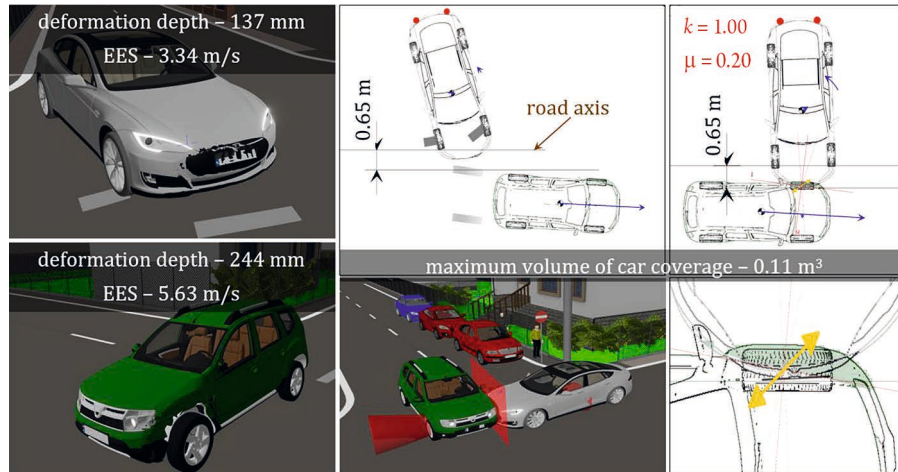 deformation depth – 137 mm
EES – 3.34 m/s
0.65 m
road axis
k = 1.00
μ = 0.20
0.65 m
deformation depth – 244 mm
EES – 5.63 m/s
maximum volume of car coverage – 0.11 m³